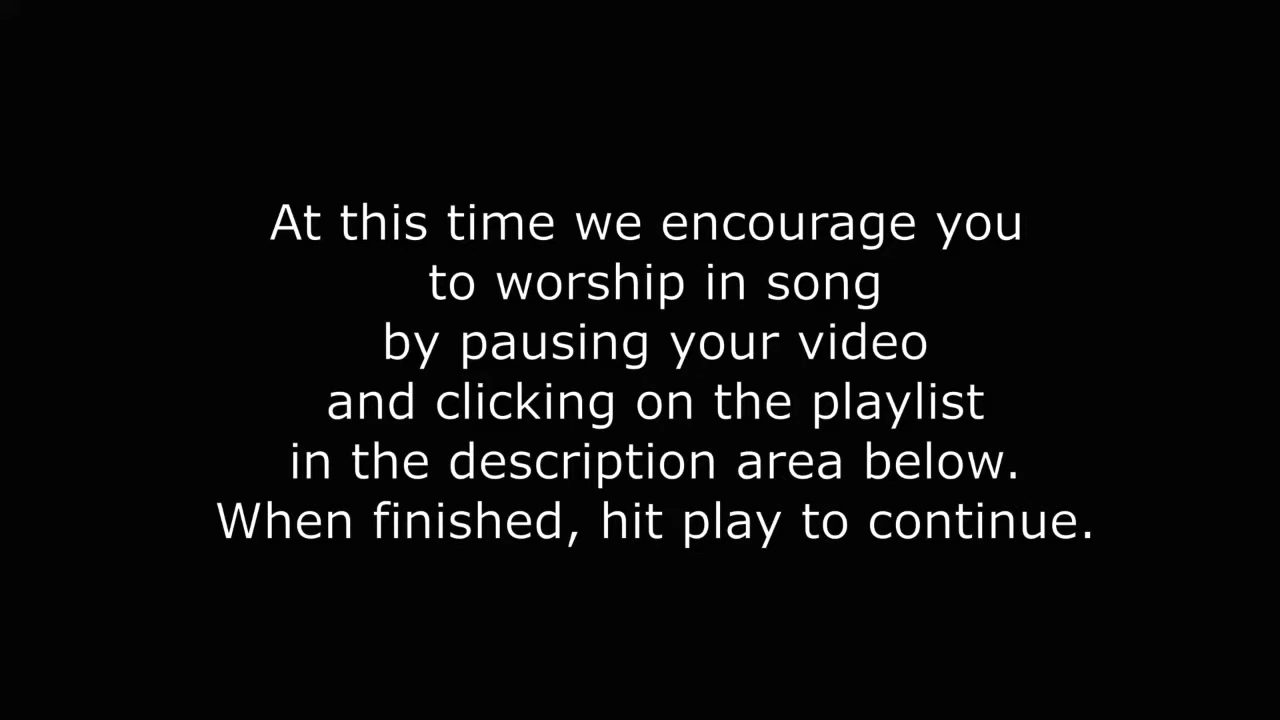 At this time we encourage you
to worship in song
by pausing your video
and clicking on the playlist
in the description area below.
When finished, hit play to continue.